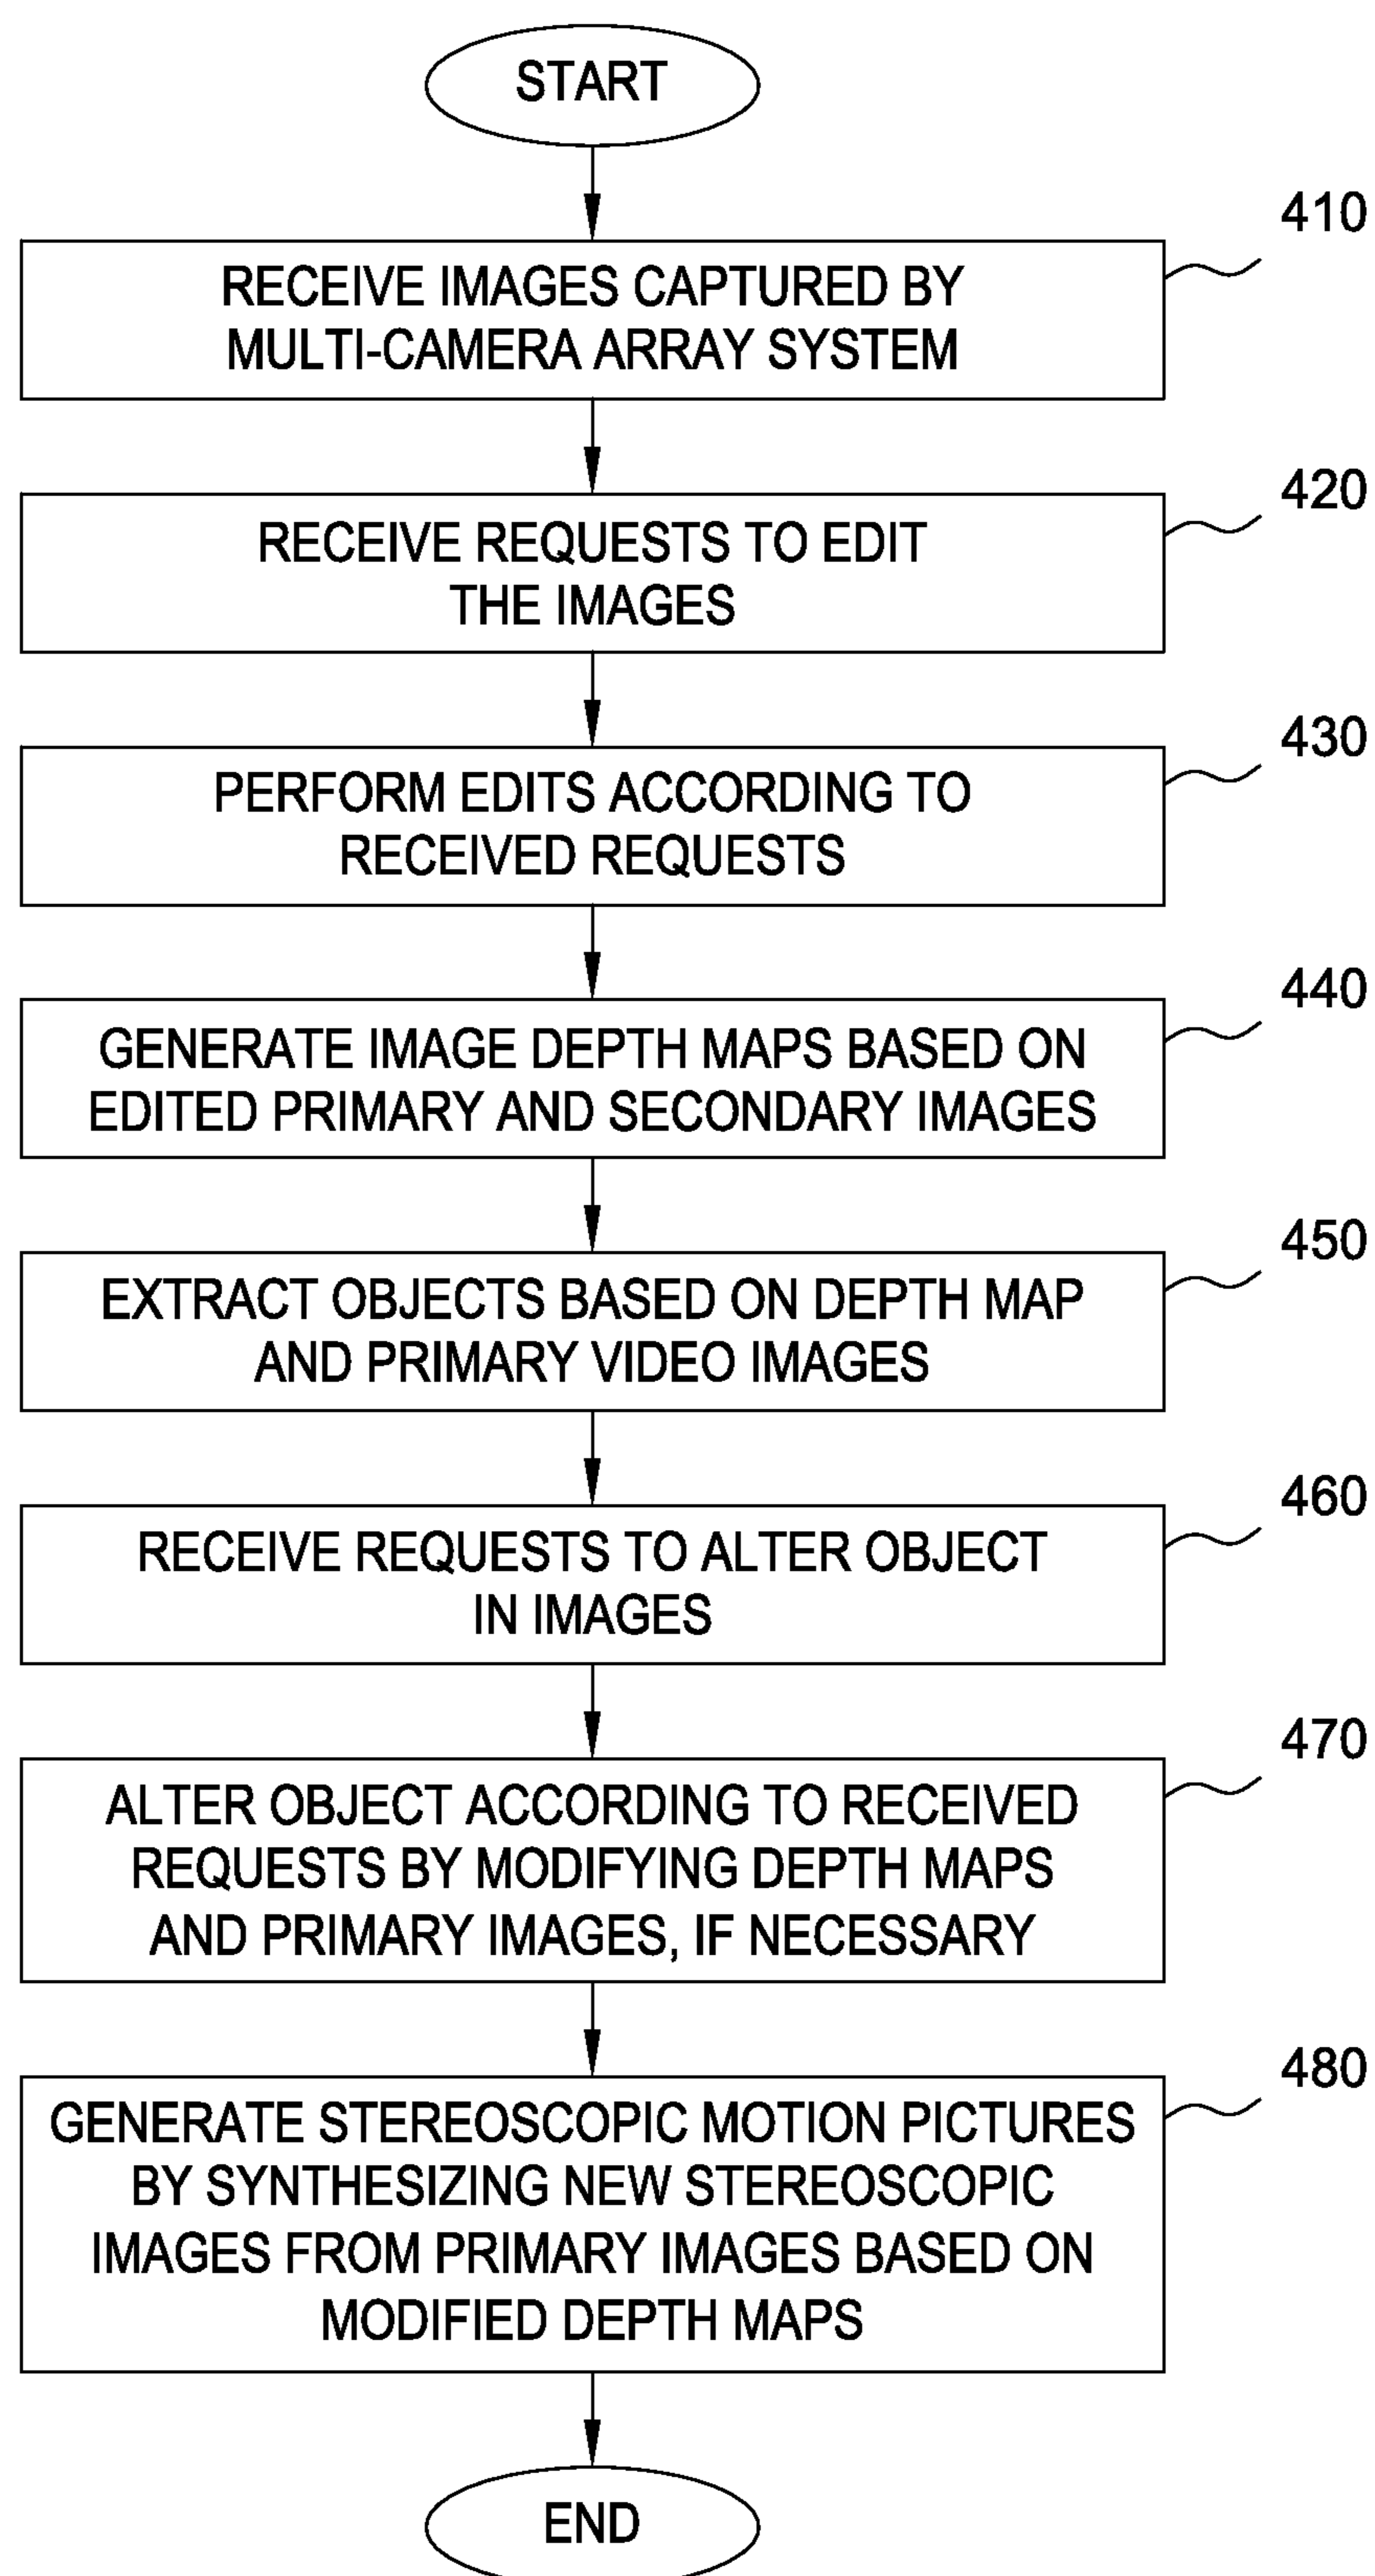 START
410
RECEIVE IMAGES CAPTURED BY
MULTI-CAMERA ARRAY SYSTEM
420
RECEIVE REQUESTS TO EDIT
THE IMAGES
430
PERFORM EDITS ACCORDING TO
RECEIVED REQUESTS
440
GENERATE IMAGE DEPTH MAPS BASED ON
EDITED PRIMARY AND SECONDARY IMAGES
450
EXTRACT OBJECTS BASED ON DEPTH MAP
AND PRIMARY VIDEO IMAGES
460
RECEIVE REQUESTS TO ALTER OBJECT
IN IMAGES
470
ALTER OBJECT ACCORDING TO RECEIVED
REQUESTS BY MODIFYING DEPTH MAPS
AND PRIMARY IMAGES, IF NECESSARY
480
GENERATE STEREOSCOPIC MOTION PICTURES
BY SYNTHESIZING NEW STEREOSCOPIC
IMAGES FROM PRIMARY IMAGES BASED ON
MODIFIED DEPTH MAPS
END